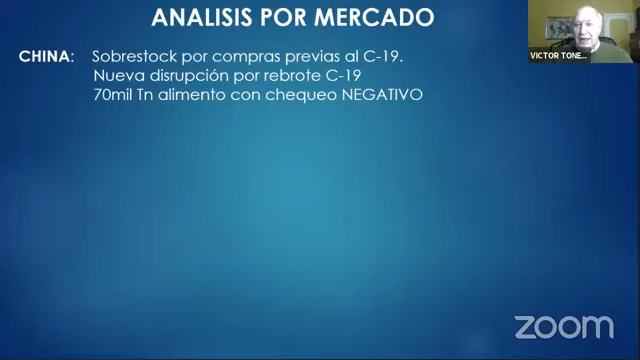 ANALISIS POR MERCADO
CHINA: Sobrestock por compras previas al C-19.
Nueva disrupción por rebrote C-19
70mil Tn alimento con chequeo NEGATIVO
VICTOR TONE...
zoom